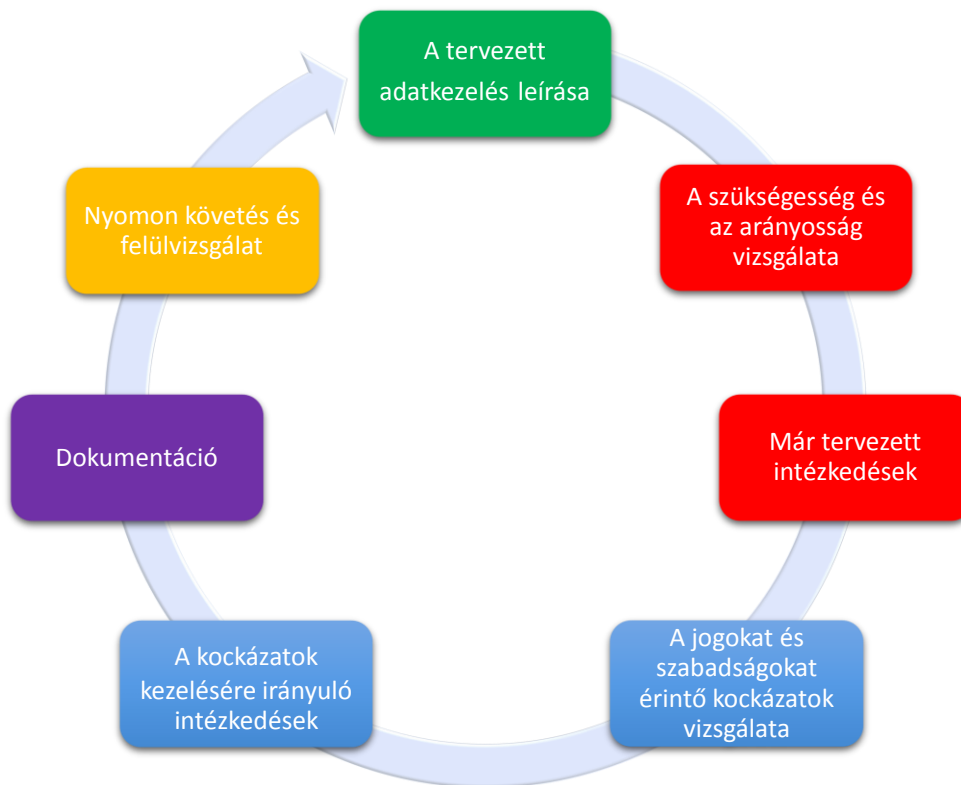 A tervezett
adatkezelés leírása
A szükségesség és
az arányosság
vizsgálata
Már tervezett
intézkedések
A jogokat és
szabadságokat
érintő kockázatok
vizsgálata
A kockázatok
kezelésére irányuló
intézkedések
Dokumentáció
Nyomon követés és
felülvizsgálat